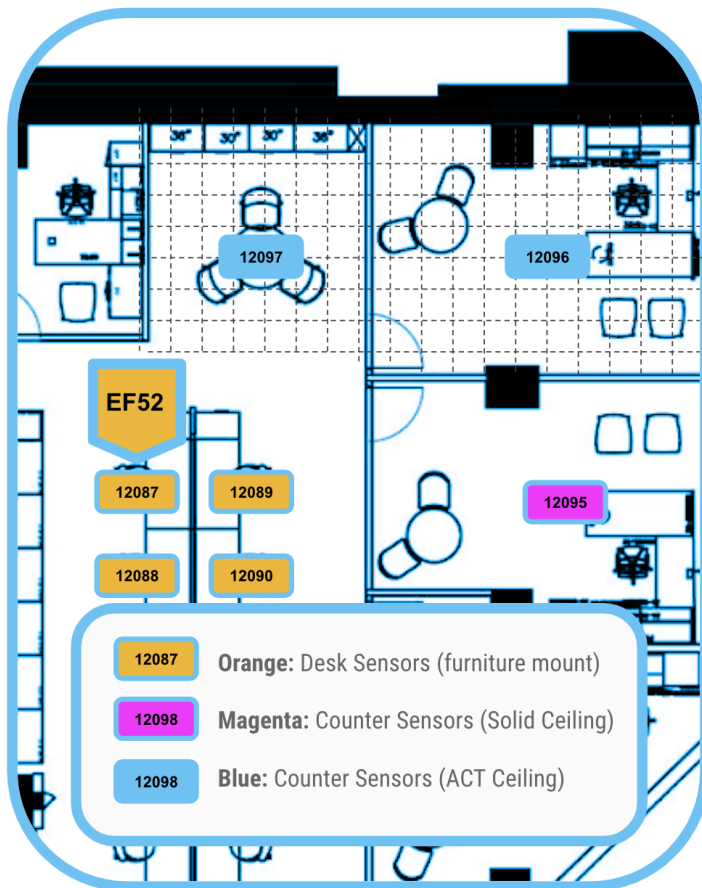 36" 30" 30" 36"
12097
12096
EF52
12087
12089
12095
12088
12090
12087 Orange: Desk Sensors (furniture mount)
12098 Magenta: Counter Sensors (Solid Ceiling)
12098 Blue: Counter Sensors (ACT Ceiling)